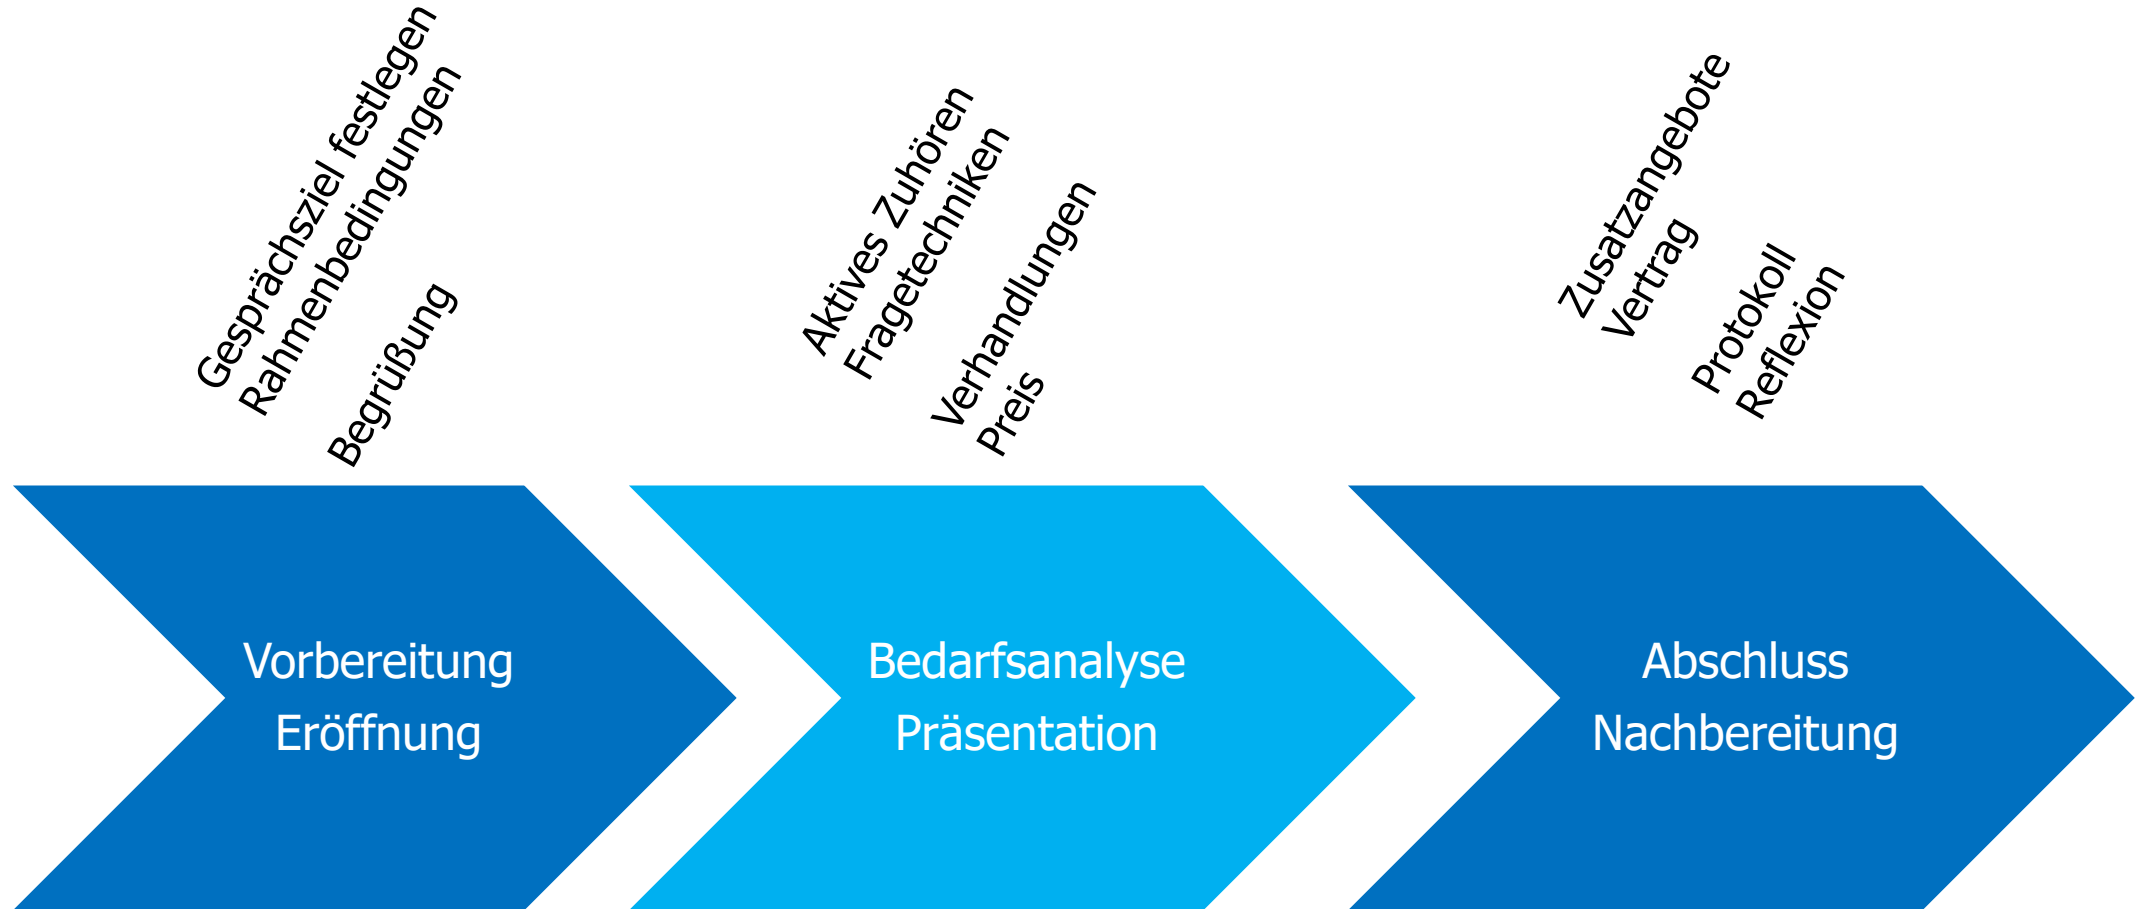 Gesprächsziel festlegen
Rahmenbedingungen
Begrüßung
Aktives Zuhören
Fragetechniken
Verhandlungen
Preis
Zusatzangebote
Vertrag
Protokoll
Reflexion
Vorbereitung
Eröffnung
Bedarfsanalyse
Präsentation
Abschluss
Nachbereitung